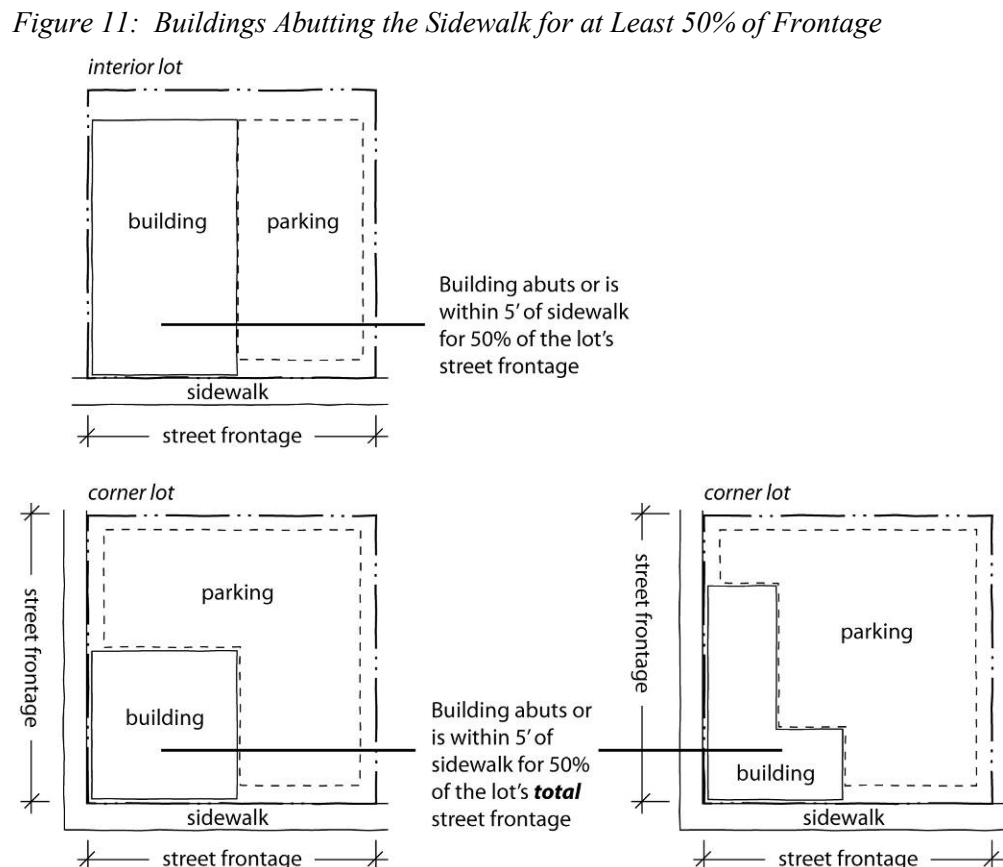 Figure 11: Buildings Abutting the Sidewalk for at Least 50% of Frontage
interior lot
building
parking
Building abuts or is
within 5' of sidewalk
for 50% of the lot's
street frontage
sidewalk
street frontage
corner lot
street frontage
parking
building
sidewalk
street frontage
Building abuts or
is within 5' of
sidewalk for 50%
of the lot's total
street frontage
corner lot
street frontage
parking
building
sidewalk
street frontage